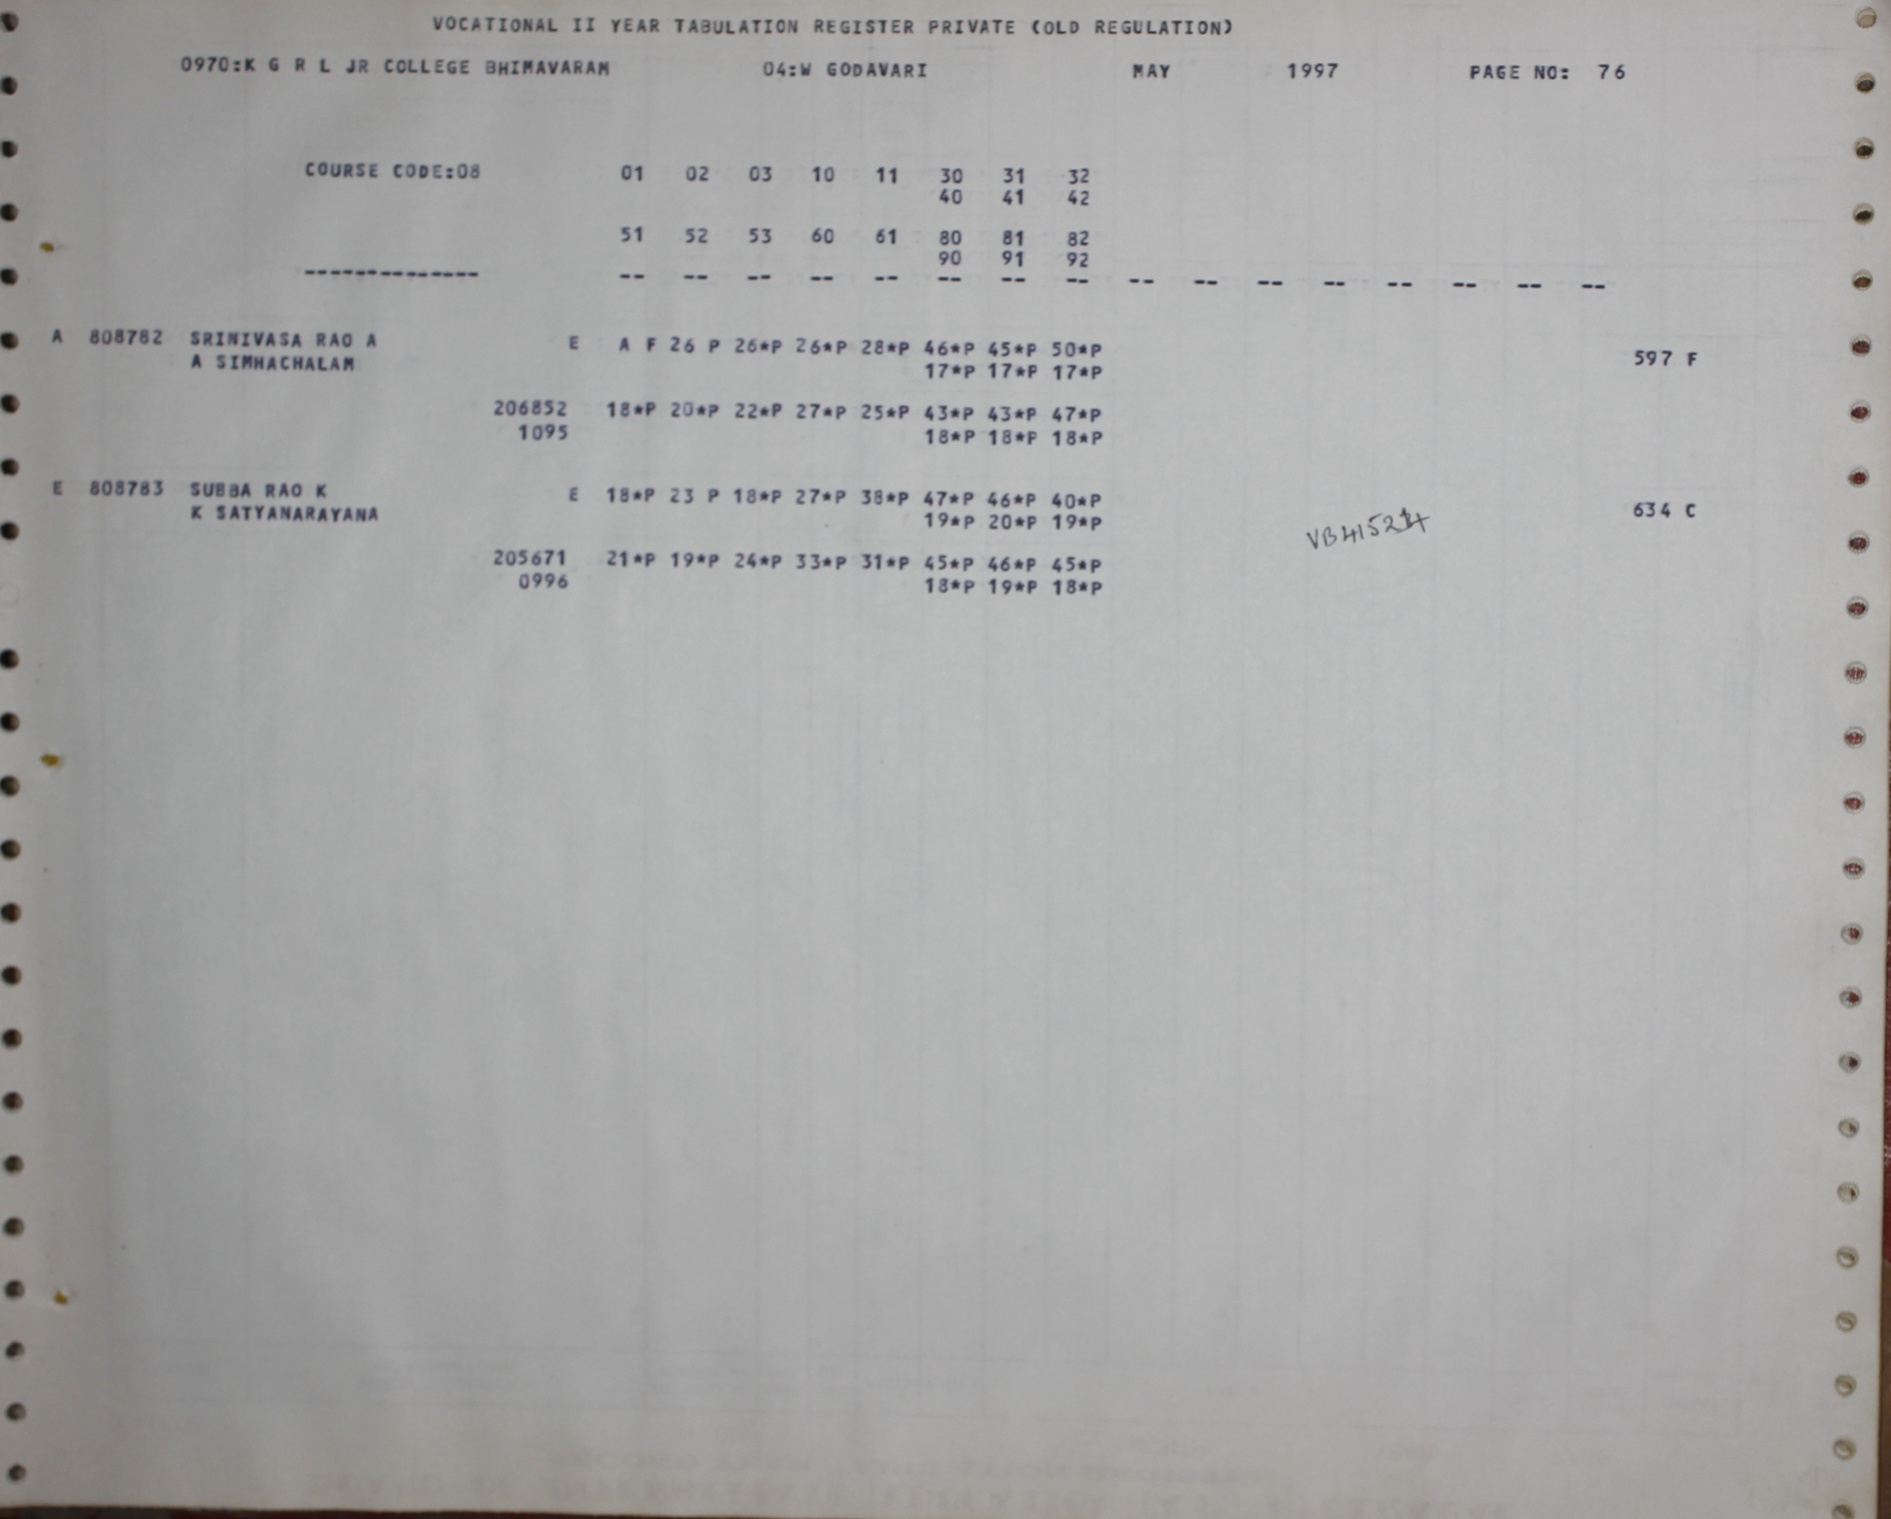 VOCATIONAL II YEAR TABULATION REGISTER PRIVATE (OLD REGULATION)
0970:K G R L JR COLLEGE BHIMAVARAM 04:W GODAVARI MAY 1997 PAGE NO: 76
COURSE CODE:08 01 02 03 10 11 30 31 32
40 41 42
51 52 53 60 61 80 81 82
90 91 92
-------------- -- -- -- -- -- -- -- -- -- -- -- -- -- -- -- --
A 808782 SRINIVASA RAO A E A F 26 P 26*P 26*P 28*P 46*P 45*P 50*P 597 F
A SIMHACHALAM 17*P 17*P 17*P
206852 18*P 20*P 22*P 27*P 25*P 43*P 43*P 47*P
1095 18*P 18*P 18*P
E 808783 SUBBA RAO K E 18*P 23 P 18*P 27*P 38*P 47*P 46*P 40*P 634 C
K SATYANARAYANA 19*P 20*P 19*P
205671 21*P 19*P 24*P 33*P 31*P 45*P 46*P 45*P
0996 18*P 19*P 18*P